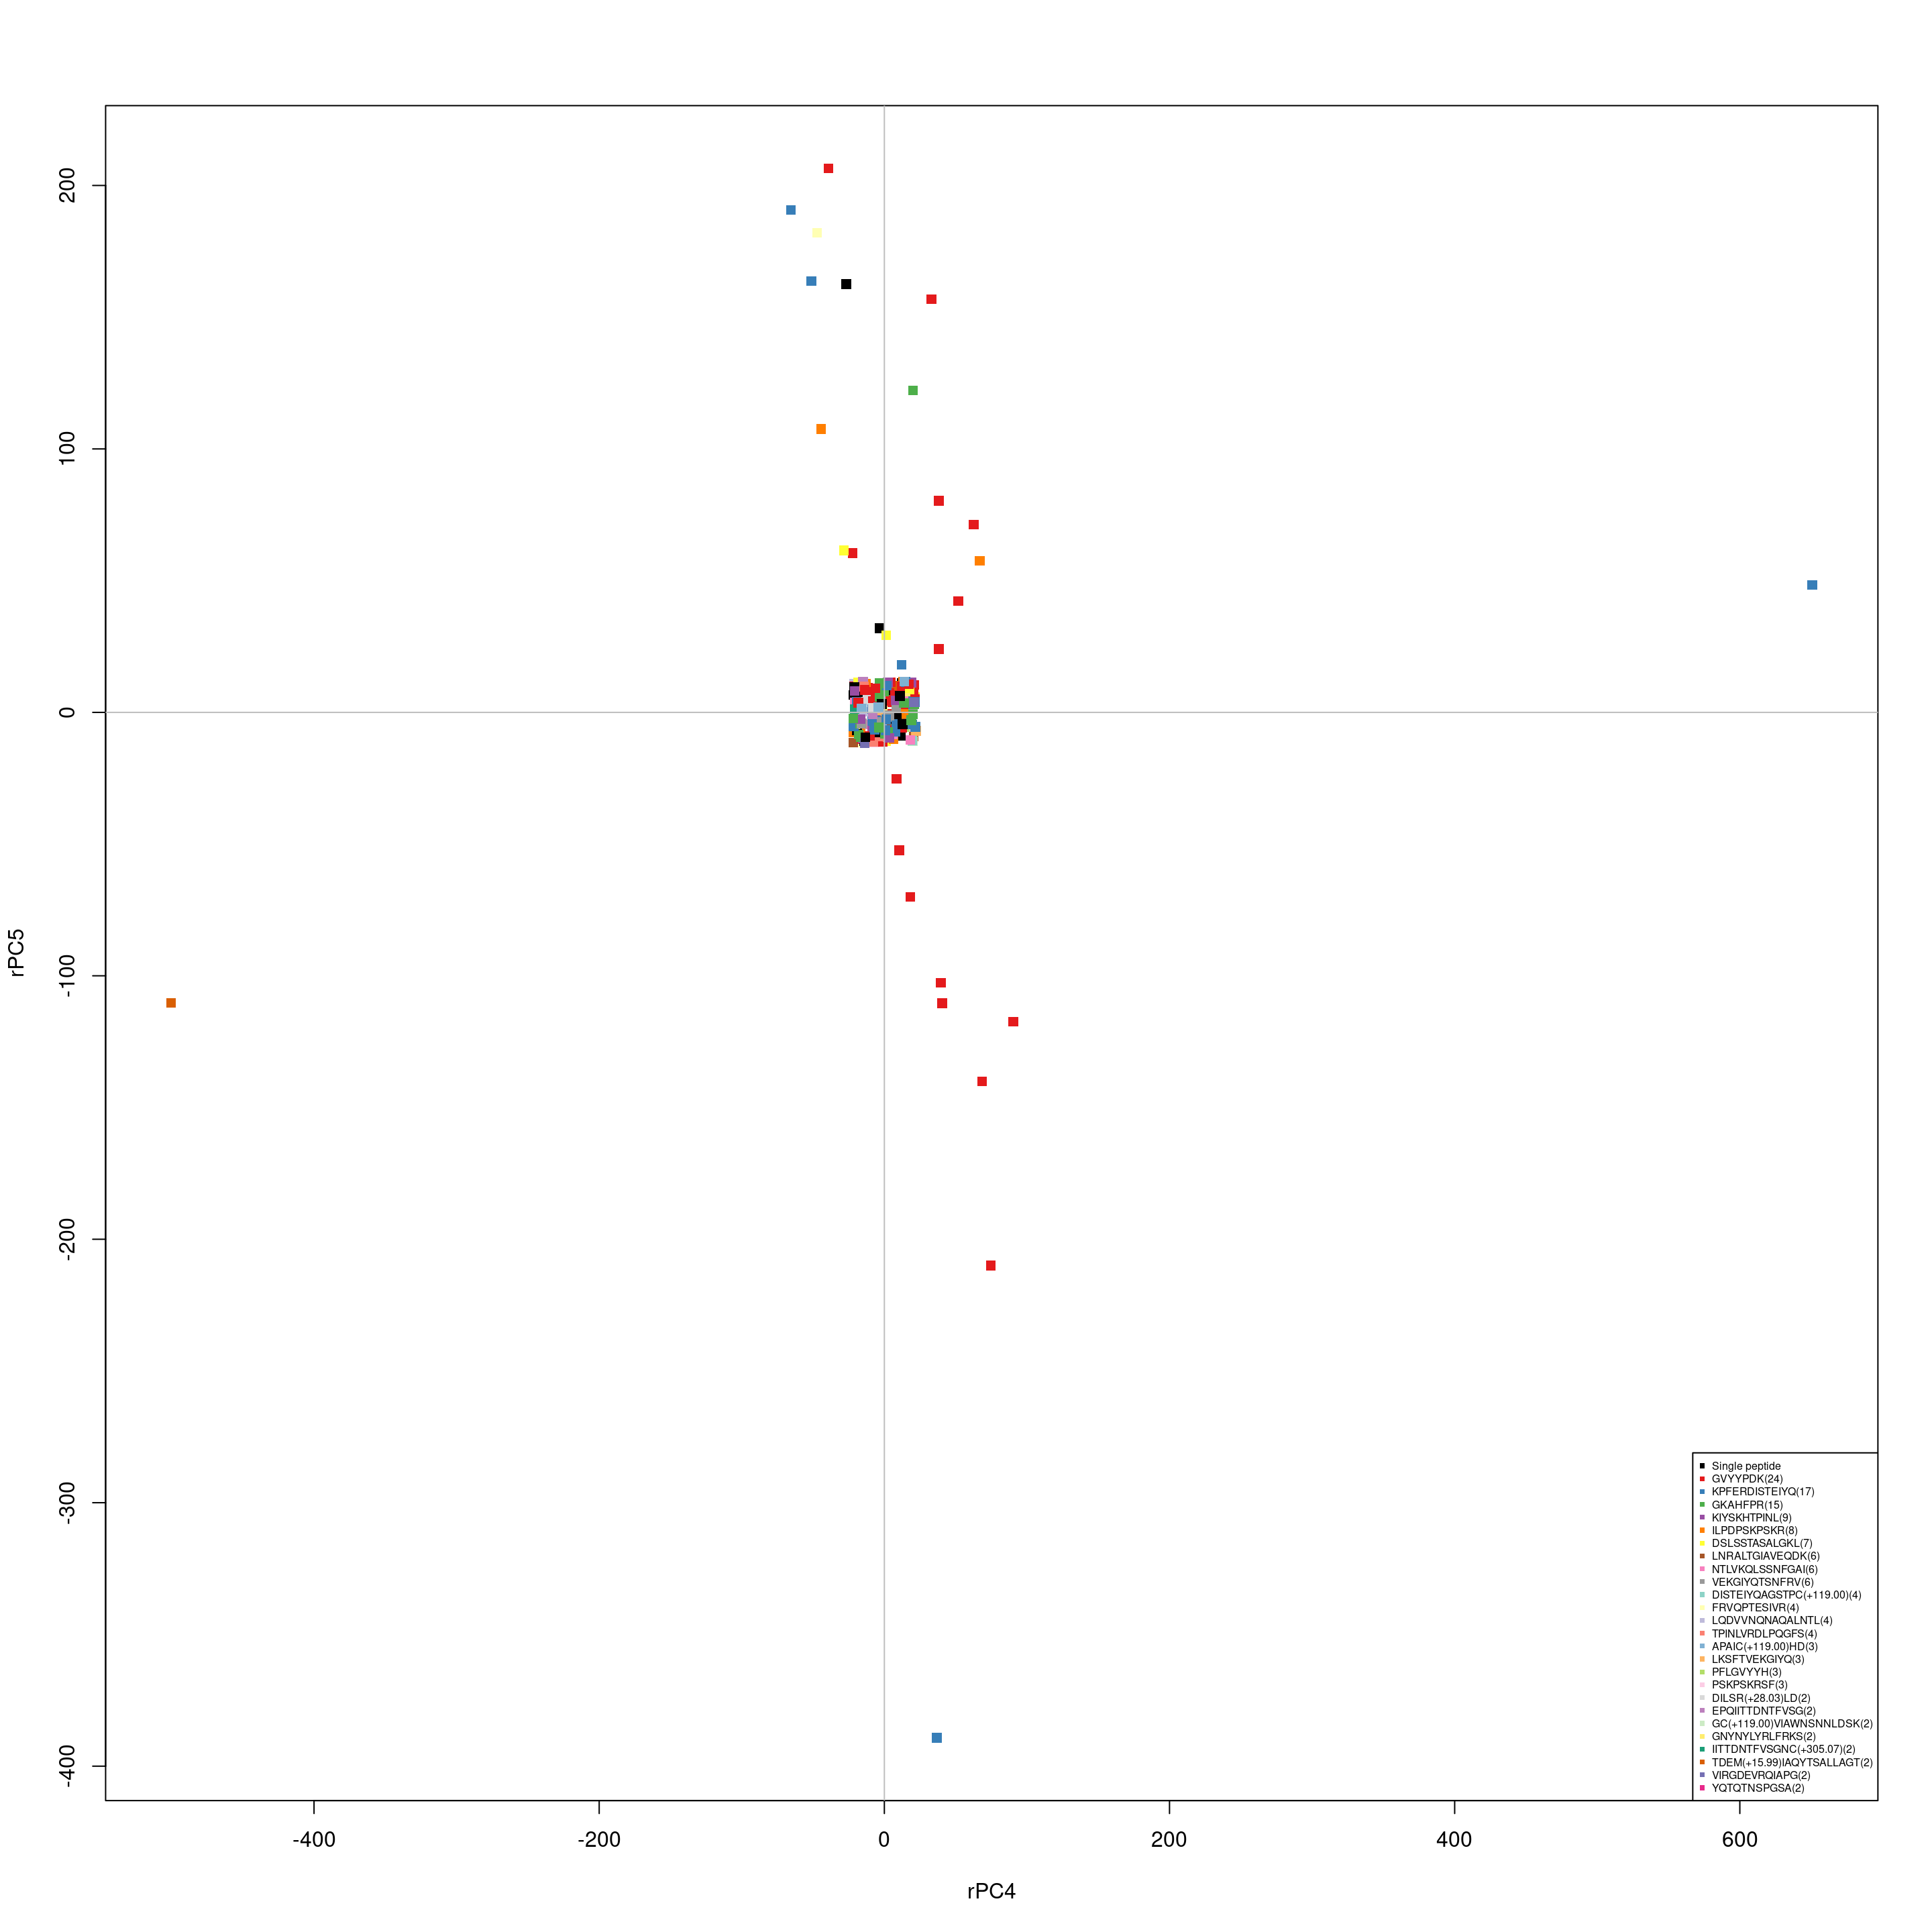 200
100
0
-100
-200
-300
-400
rPC5
-400
-200
0
200
400
600
rPC4
Single peptide
GVYYPDK(24)
KPFERDISTEIYQ(17)
GKAHFPR(15)
KIYSKHTPINL(9)
ILPDPSKPSKR(8)
DSLSSTASALGKL(7)
LNRALTGIAVEQDK(6)
NTLVKQLSSNFGAI(6)
VEKGIYQTSNFRV(6)
DISTEIYQAGSTPC(+119.00)(4)
FRVQPTESIVR(4)
LQDVVNQNAQALNTL(4)
TPINLVRDLPQGFS(4)
APAIC(+119.00)HD(3)
LKSFTVEKGIYQ(3)
PFLGVYYH(3)
PSKPSKRSF(3)
DILSR(+28.03)LD(2)
EPQIITTDNTFVSG(2)
GC(+119.00)VIAWNSNNLDSK(2)
GNYNYLYRLFRKS(2)
IITTDNTFVSGNC(+305.07)(2)
TDEM(+15.99)IAQYTSALLAGT(2)
VIRGDEVRQIAPG(2)
YQTQTNSPGSA(2)